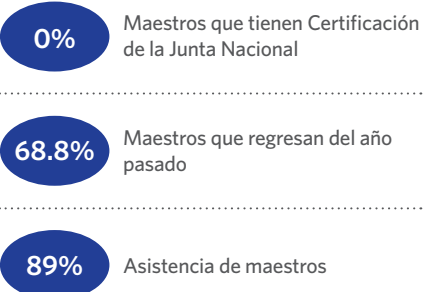 0%
Maestros que tienen Certificación
de la Junta Nacional
68.8%
Maestros que regresan del año
pasado
89%
Asistencia de maestros